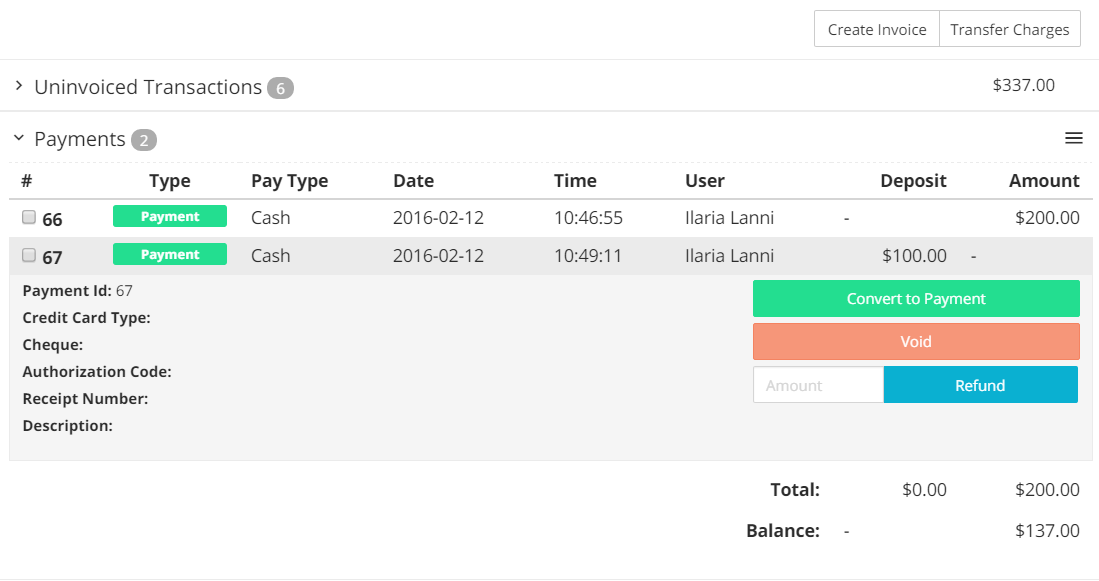 Create Invoice Transfer Charges
Uninvoiced Transactions 6 $337.00
Payments 2
# Type Pay Type Date Time User Deposit Amount
66 Payment Cash 2016-02-12 10:46:55 Ilaria Lanni - $200.00
67 Payment Cash 2016-02-12 10:49:11 Ilaria Lanni $100.00 -
Payment Id: 67
Convert to Payment
Credit Card Type:
Cheque:
Void
Authorization Code:
Amount Refund
Receipt Number:
Description:
Total: $0.00 $200.00
Balance: - $137.00